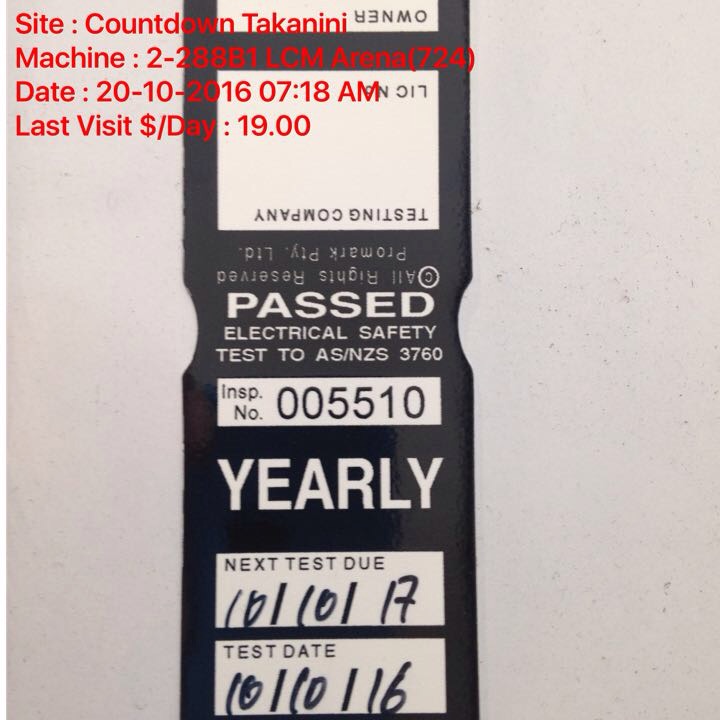 Site : Countdown Takanini
Machine : 2-288B1 LCM Arena(724)
Date : 20-10-2016 07:18 AM
Last Visit $/Day : 19.00
OWNER
LIC NO
TESTING COMPANY
Promark Pty. Ltd.
©All Rights Reserved
PASSED
ELECTRICAL SAFETY
TEST TO AS/NZS 3760
Insp. No. 005510
YEARLY
NEXT TEST DUE
10/10/17
TEST DATE
10/10/16